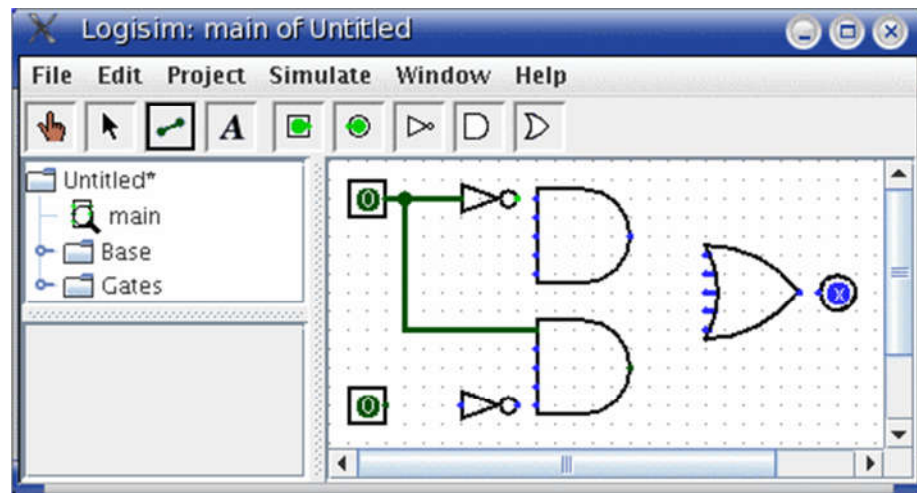 Logisim: main of Untitled
File Edit Project Simulate Window Help
A
Untitled*
main
Base
Gates
0
0
x